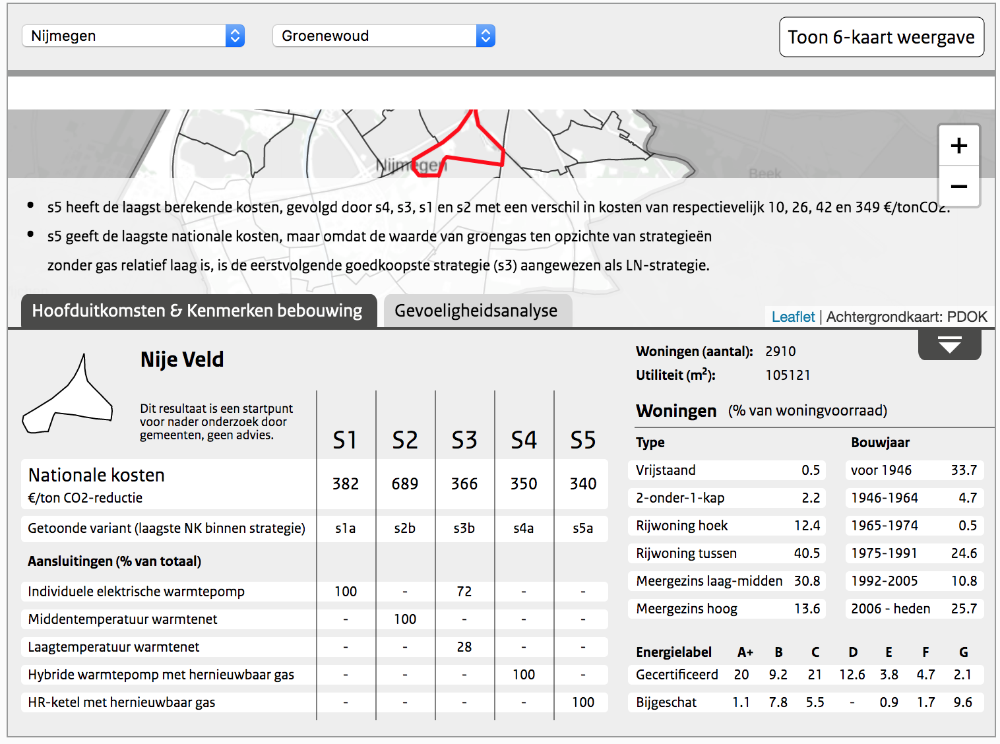 Nijmegen
Groenewoud
Toon 6-kaart weergave
+
−
Nijmegen
Beek
• s5 heeft de laagst berekende kosten, gevolgd door s4, s3, s1 en s2 met een verschil in kosten van respectievelijk 10, 26, 42 en 349 €/tonCO2.
• s5 geeft de laagste nationale kosten, maar omdat de waarde van groengas ten opzichte van strategieën
zonder gas relatief laag is, is de eerstvolgende goedkoopste strategie (s3) aangewezen als LN-strategie.
Hoofduitkomsten & Kenmerken bebouwing
Gevoeligheidsanalyse
Leaflet | Achtergrondkaart: PDOK
Nije Veld
Dit resultaat is een startpunt
voor nader onderzoek door
gemeenten, geen advies.
S1 S2 S3 S4 S5
Nationale kosten
€/ton CO2-reductie
382 689 366 350 340
Getoonde variant (laagste NK binnen strategie) s1a s2b s3b s4a s5a
Aansluitingen (% van totaal)
Individuele elektrische warmtepomp 100 - 72 - -
Middentemperatuur warmtenet - 100 - - -
Laagtemperatuur warmtenet - - 28 - -
Hybride warmtepomp met hernieuwbaar gas - - - 100 -
HR-ketel met hernieuwbaar gas - - - - 100
Woningen (aantal): 2910
Utiliteit (m²): 105121
Woningen (% van woningvoorraad)
Type Bouwjaar
Vrijstaand 0.5 voor 1946 33.7
2-onder-1-kap 2.2 1946-1964 4.7
Rijwoning hoek 12.4 1965-1974 0.5
Rijwoning tussen 40.5 1975-1991 24.6
Meergezins laag-midden 30.8 1992-2005 10.8
Meergezins hoog 13.6 2006 - heden 25.7
Energielabel A+ B C D E F G
Gecertificeerd 20 9.2 21 12.6 3.8 4.7 2.1
Bijgeschat 1.1 7.8 5.5 - 0.9 1.7 9.6